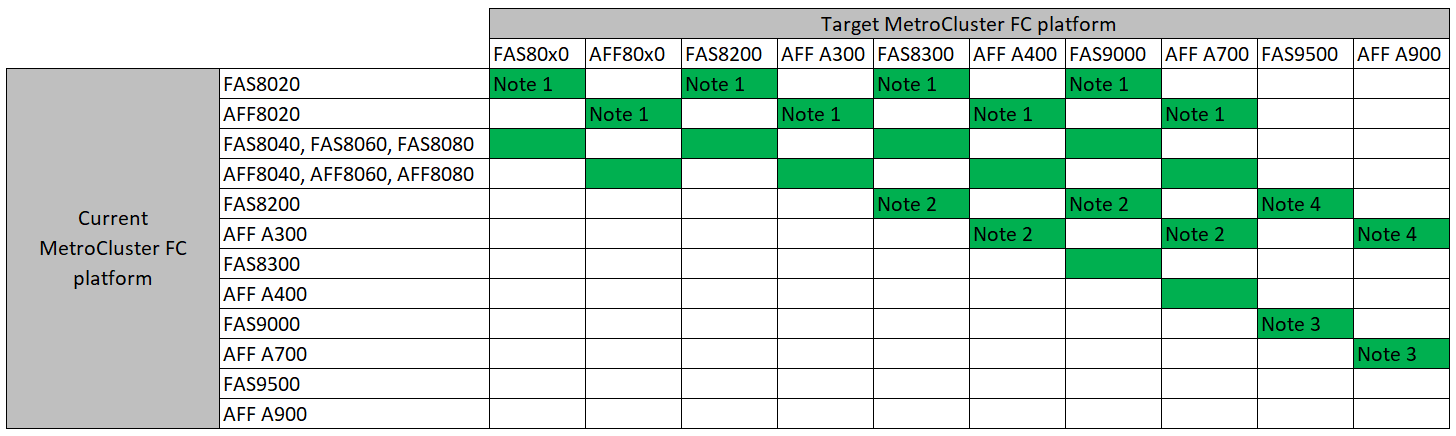 Target MetroCluster FC platform
FAS80x0 AFF80x0 FAS8200 AFF A300 FAS8300 AFF A400 FAS9000 AFF A700 FAS9500 AFF A900
Current
MetroCluster FC
platform
FAS8020 Note 1 Note 1 Note 1 Note 1
AFF8020 Note 1 Note 1 Note 1 Note 1
FAS8040, FAS8060, FAS8080
AFF8040, AFF8060, AFF8080
FAS8200 Note 2 Note 2 Note 4
AFF A300 Note 2 Note 2 Note 4
FAS8300
AFF A400
FAS9000 Note 3
AFF A700 Note 3
FAS9500
AFF A900